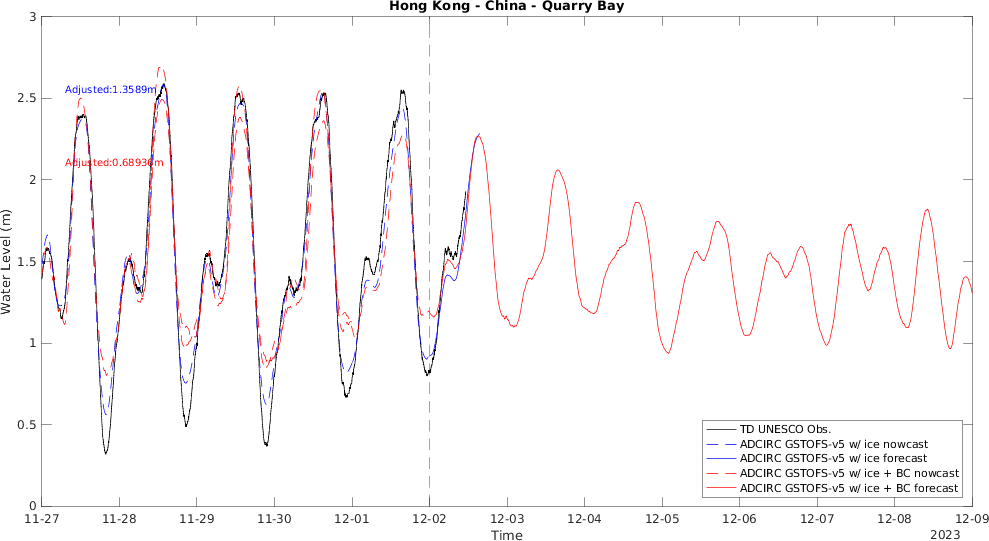 Hong Kong - China - Quarry Bay
Water Level (m)
3
2.5
2
1.5
1
0.5
0
Adjusted:1.3589m
Adjusted:0.68936m
TD UNESCO Obs.
ADCIRC GSTOFS-v5 w/ ice nowcast
ADCIRC GSTOFS-v5 w/ ice forecast
ADCIRC GSTOFS-v5 w/ ice + BC nowcast
ADCIRC GSTOFS-v5 w/ ice + BC forecast
11-27 11-28 11-29 11-30 12-01 12-02 12-03 12-04 12-05 12-06 12-07 12-08 12-09
Time
2023